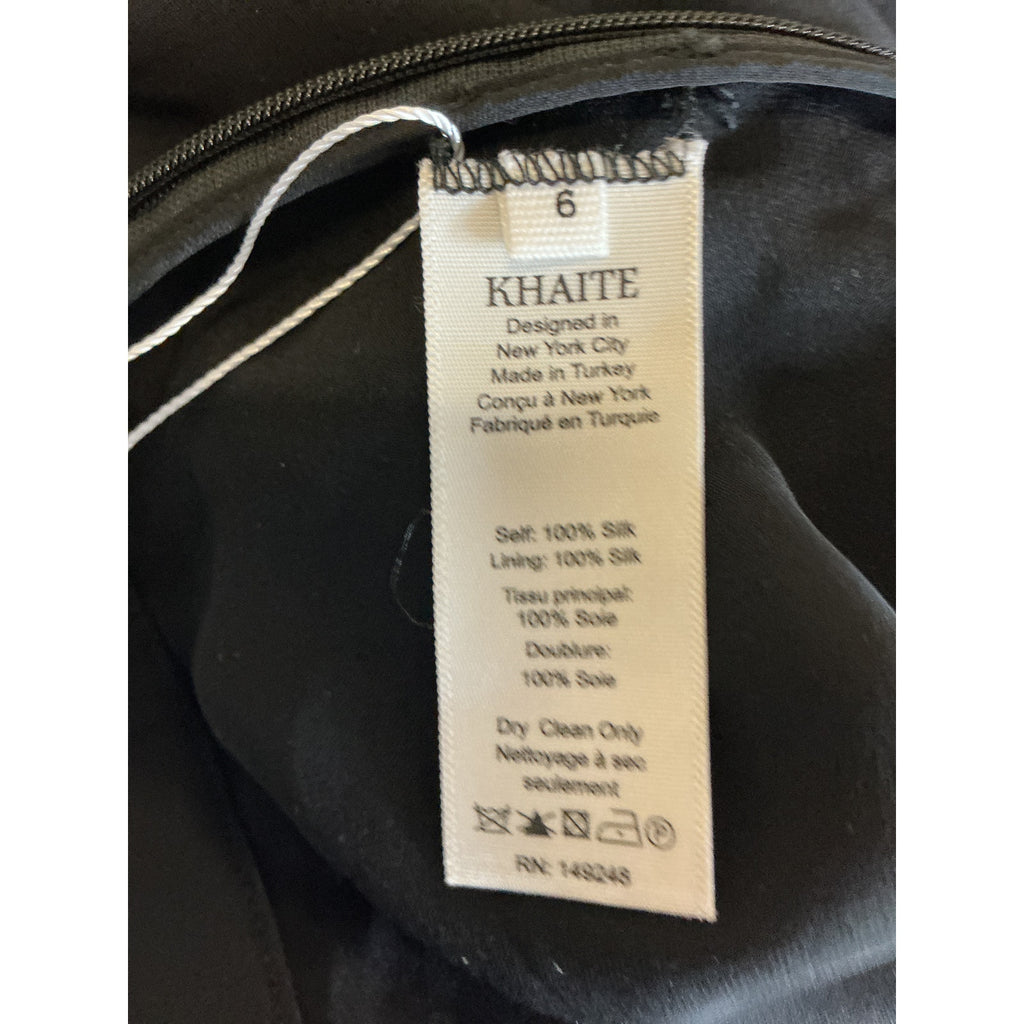 6
KHAITE
Designed in
New York City
Made in Turkey
Conçu à New York
Fabriqué en Turquie
Self: 100% Silk
Lining: 100% Silk
Tissu principal:
100% Soie
Doublure:
100% Soie
Dry Clean Only
Nettoyage à sec
seulement
P
RN: 149248